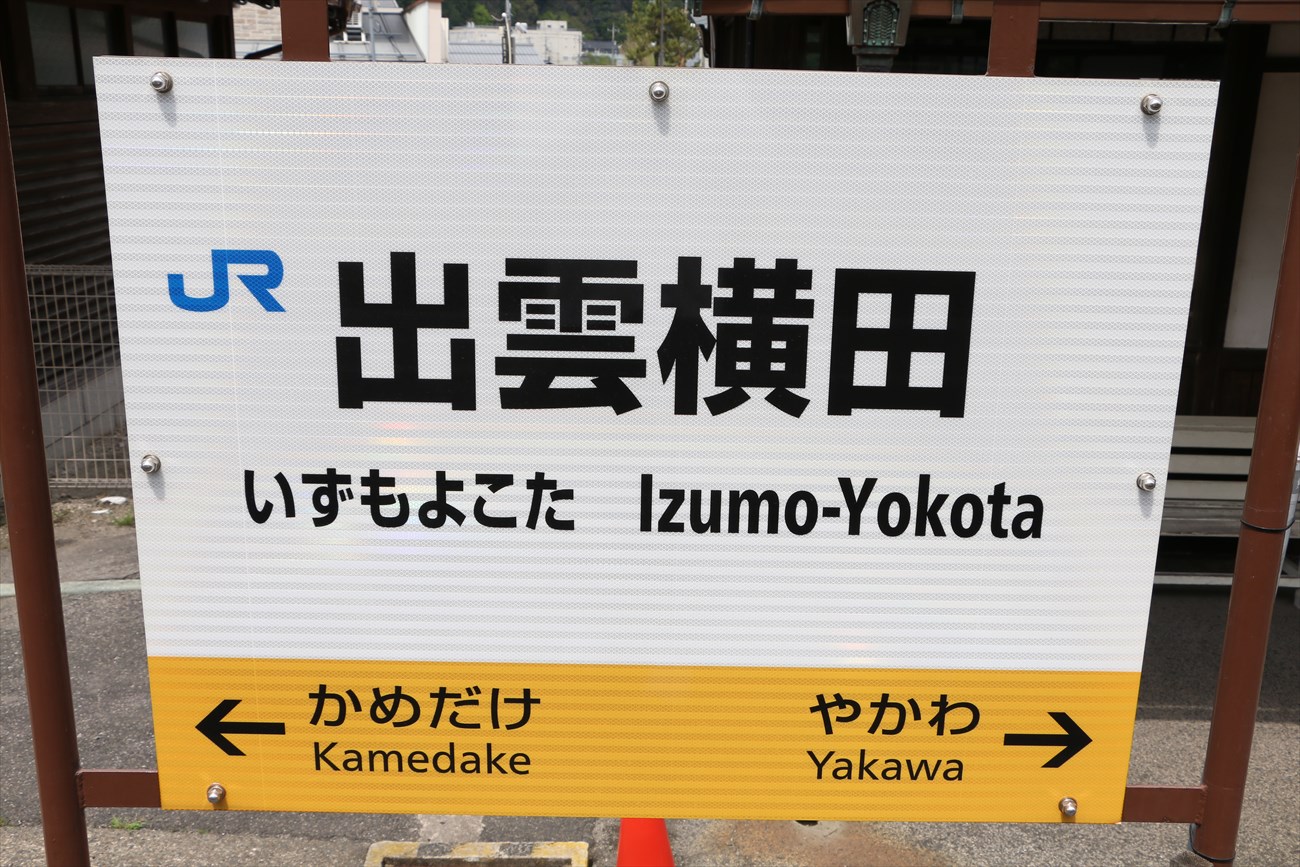 JR 出雲横田
いずもよこた Izumo-Yokota
← かめだけ やかわ →
Kamedake Yakawa